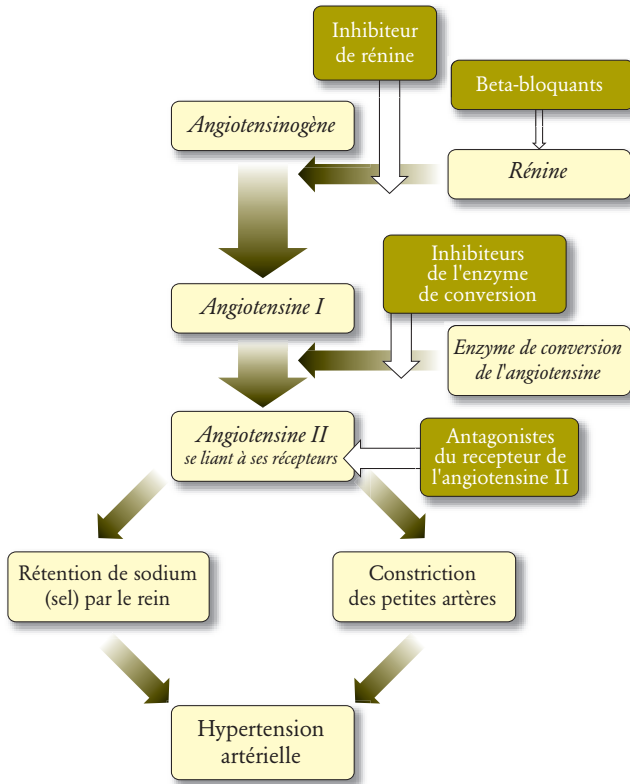 Inhibiteur
de rénine
Beta-bloquants
Angiotensinogène
Rénine
Inhibiteurs
de l'enzyme
de conversion
Angiotensine I
Enzyme de conversion
de l'angiotensine
Angiotensine II
se liant à ses récepteurs
Antagonistes
du recepteur de
l'angiotensine II
Rétention de sodium
(sel) par le rein
Constriction
des petites artères
Hypertension
artérielle